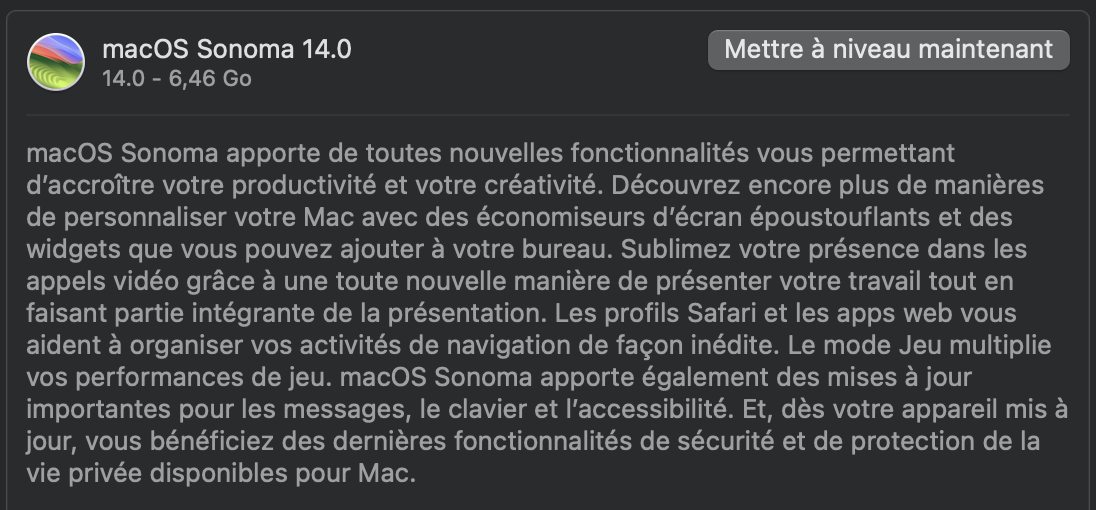 macOS Sonoma 14.0
14.0 – 6,46 Go
Mettre à niveau maintenant
macOS Sonoma apporte de toutes nouvelles fonctionnalités vous permettant
d’accroître votre productivité et votre créativité. Découvrez encore plus de manières
de personnaliser votre Mac avec des économiseurs d’écran époustouflants et des
widgets que vous pouvez ajouter à votre bureau. Sublimez votre présence dans les
appels vidéo grâce à une toute nouvelle manière de présenter votre travail tout en
faisant partie intégrante de la présentation. Les profils Safari et les apps web vous
aident à organiser vos activités de navigation de façon inédite. Le mode Jeu multiplie
vos performances de jeu. macOS Sonoma apporte également des mises à jour
importantes pour les messages, le clavier et l’accessibilité. Et, dès votre appareil mis à
jour, vous bénéficiez des dernières fonctionnalités de sécurité et de protection de la
vie privée disponibles pour Mac.